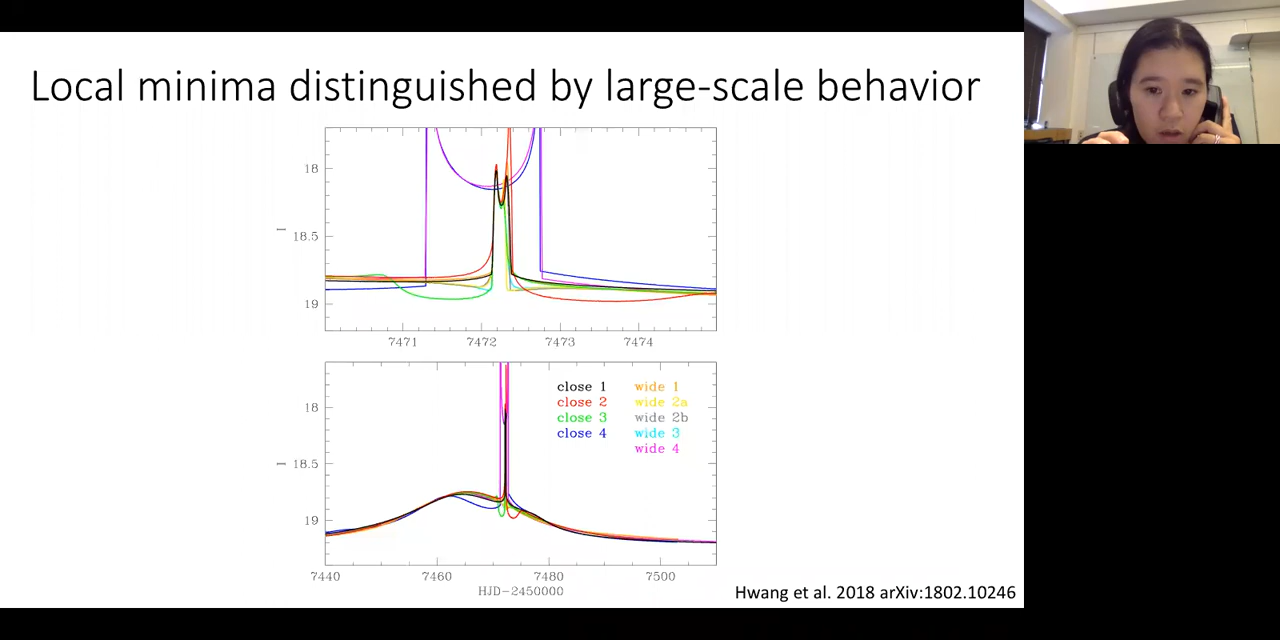 Local minima distinguished by large-scale behavior
18
18.5
19
I
7471 7472 7473 7474
18
18.5
19
I
close 1 wide 1
close 2 wide 2a
close 3 wide 2b
close 4 wide 3
wide 4
7440 7460 7480 7500
HJD-2450000
Hwang et al. 2018 arXiv:1802.10246